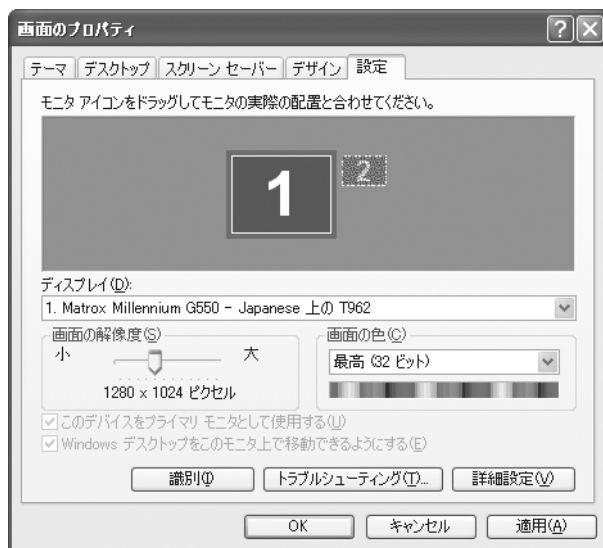 画面のプロパティ
テーマ デスクトップ スクリーン セーバー デザイン 設定
モニタ アイコンをドラッグしてモニタの実際の配置と合わせてください。
1 2
ディスプレイ(D):
1. Matrox Millennium G550 - Japanese 上の T962
画面の解像度(S) 画面の色(C)
小 大 最高 (32 ビット)
1280 x 1024 ピクセル
このデバイスをプライマリ モニタとして使用する(U)
Windows デスクトップをこのモニタ上で移動できるようにする(E)
識別(I) トラブルシューティング(T)... 詳細設定(V)
OK キャンセル 適用(A)